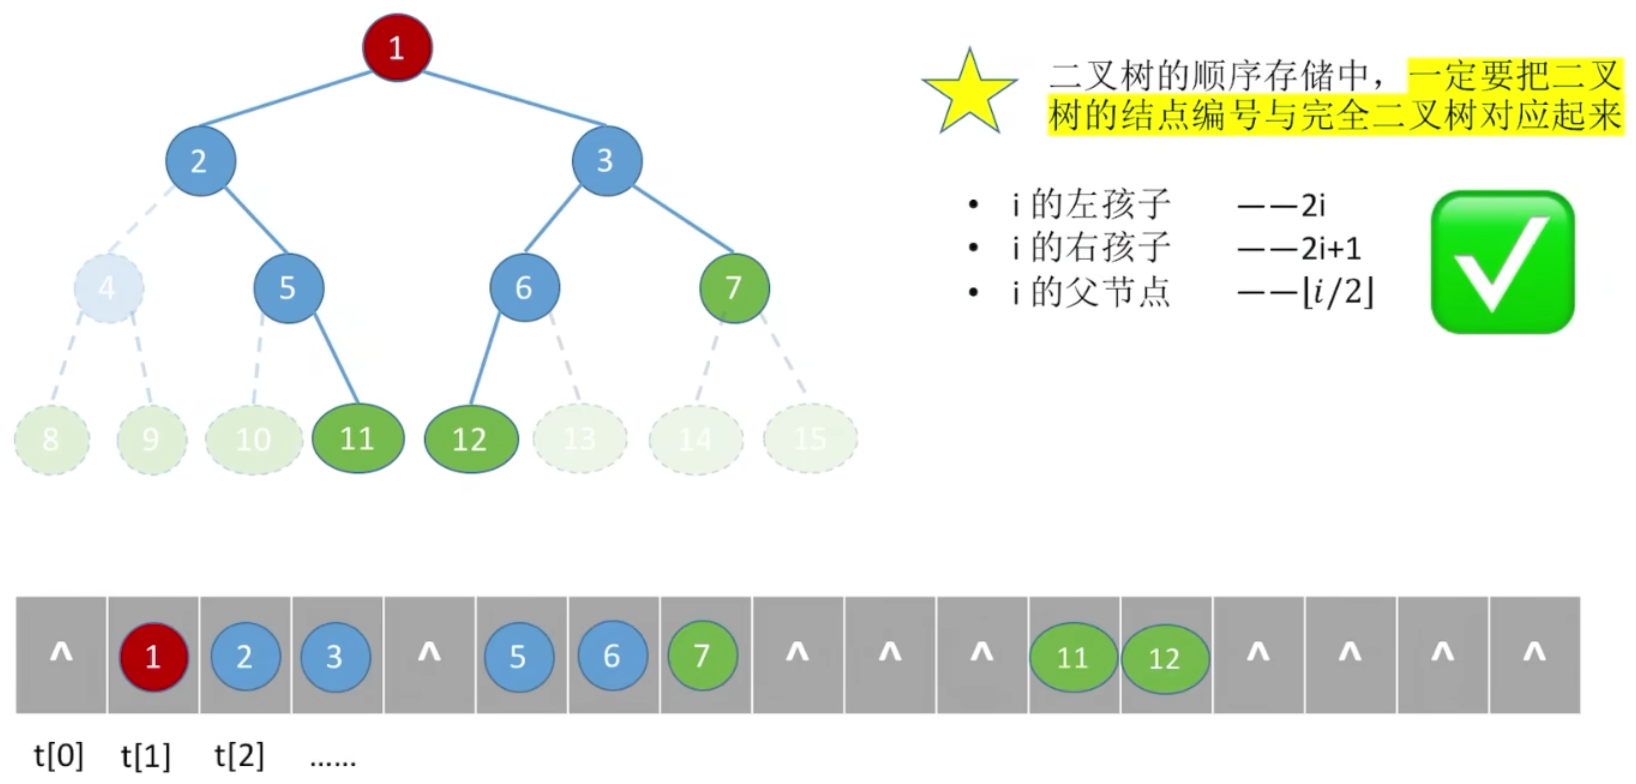 1
2
3
4
5
6
7
8
9
10
11
12
13
14
15
二叉树的顺序存储中，一定要把二叉
树的结点编号与完全二叉树对应起来
• i 的左孩子 ——2i
• i 的右孩子 ——2i+1
• i 的父节点 ——⌊i/2⌋
^ 1 2 3 ^ 5 6 7 ^ ^ ^ 11 12 ^ ^ ^ ^
t[0] t[1] t[2] ……